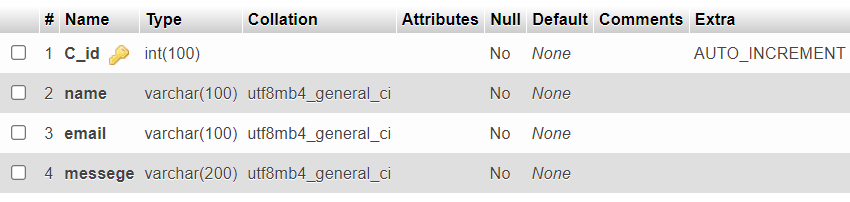 # Name Type Collation Attributes Null Default Comments Extra
1 C_id int(100) No None AUTO_INCREMENT
2 name varchar(100) utf8mb4_general_ci No None
3 email varchar(100) utf8mb4_general_ci No None
4 messege varchar(200) utf8mb4_general_ci No None